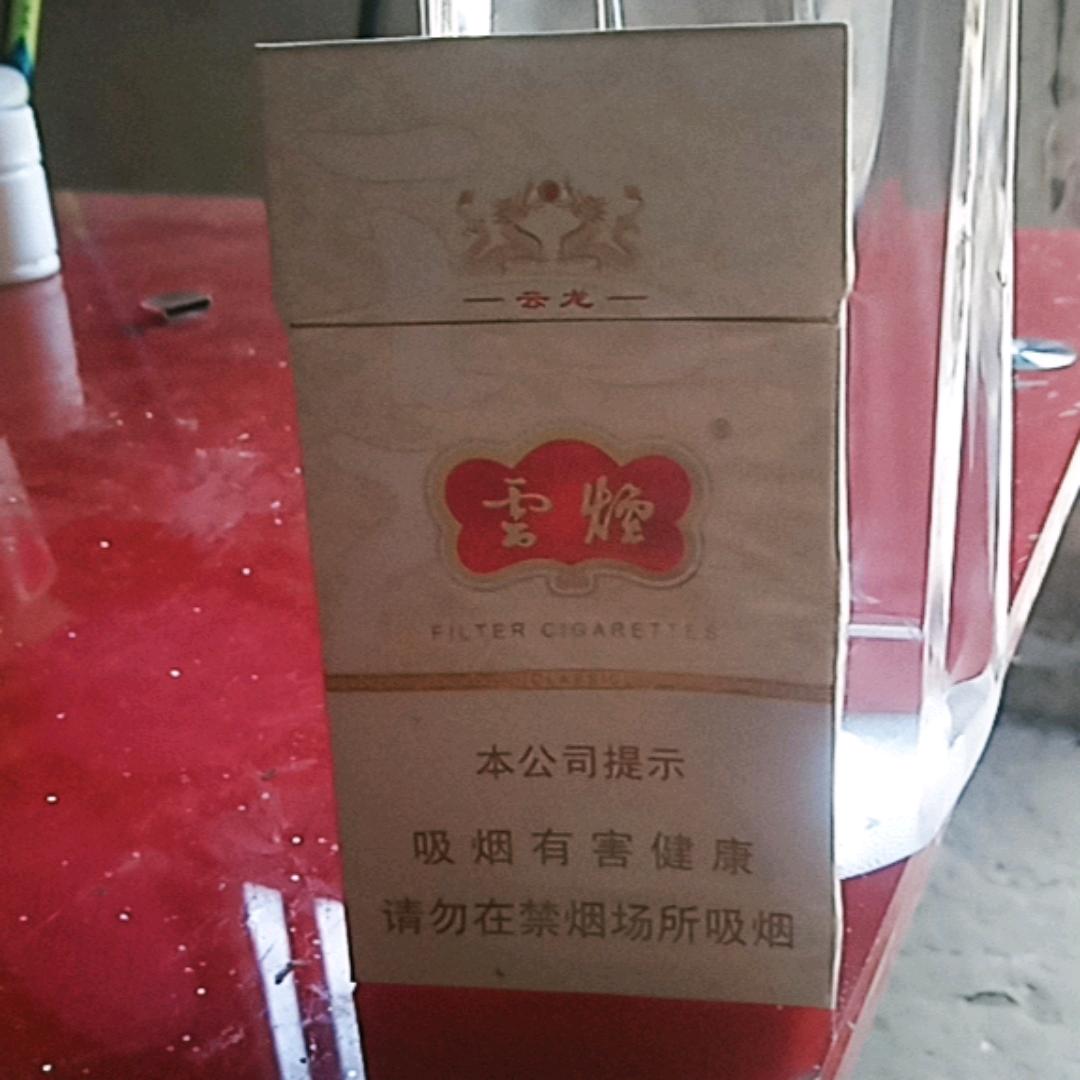 云龙
雲煙
FILTER CIGARETTES
CLASSIC
本公司提示
吸烟有害健康
请勿在禁烟场所吸烟